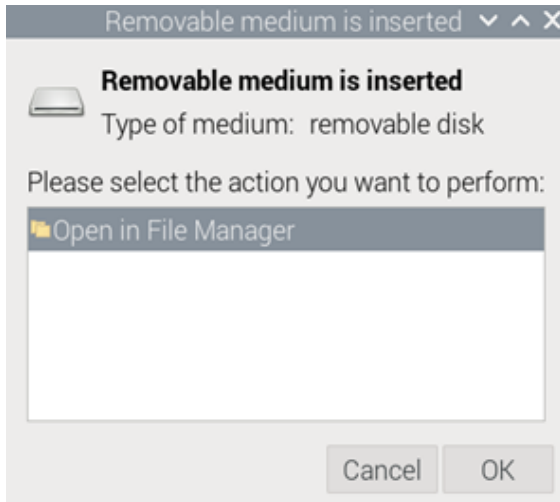 Removable medium is inserted
Removable medium is inserted
Type of medium: removable disk
Please select the action you want to perform:
Open in File Manager
Cancel OK